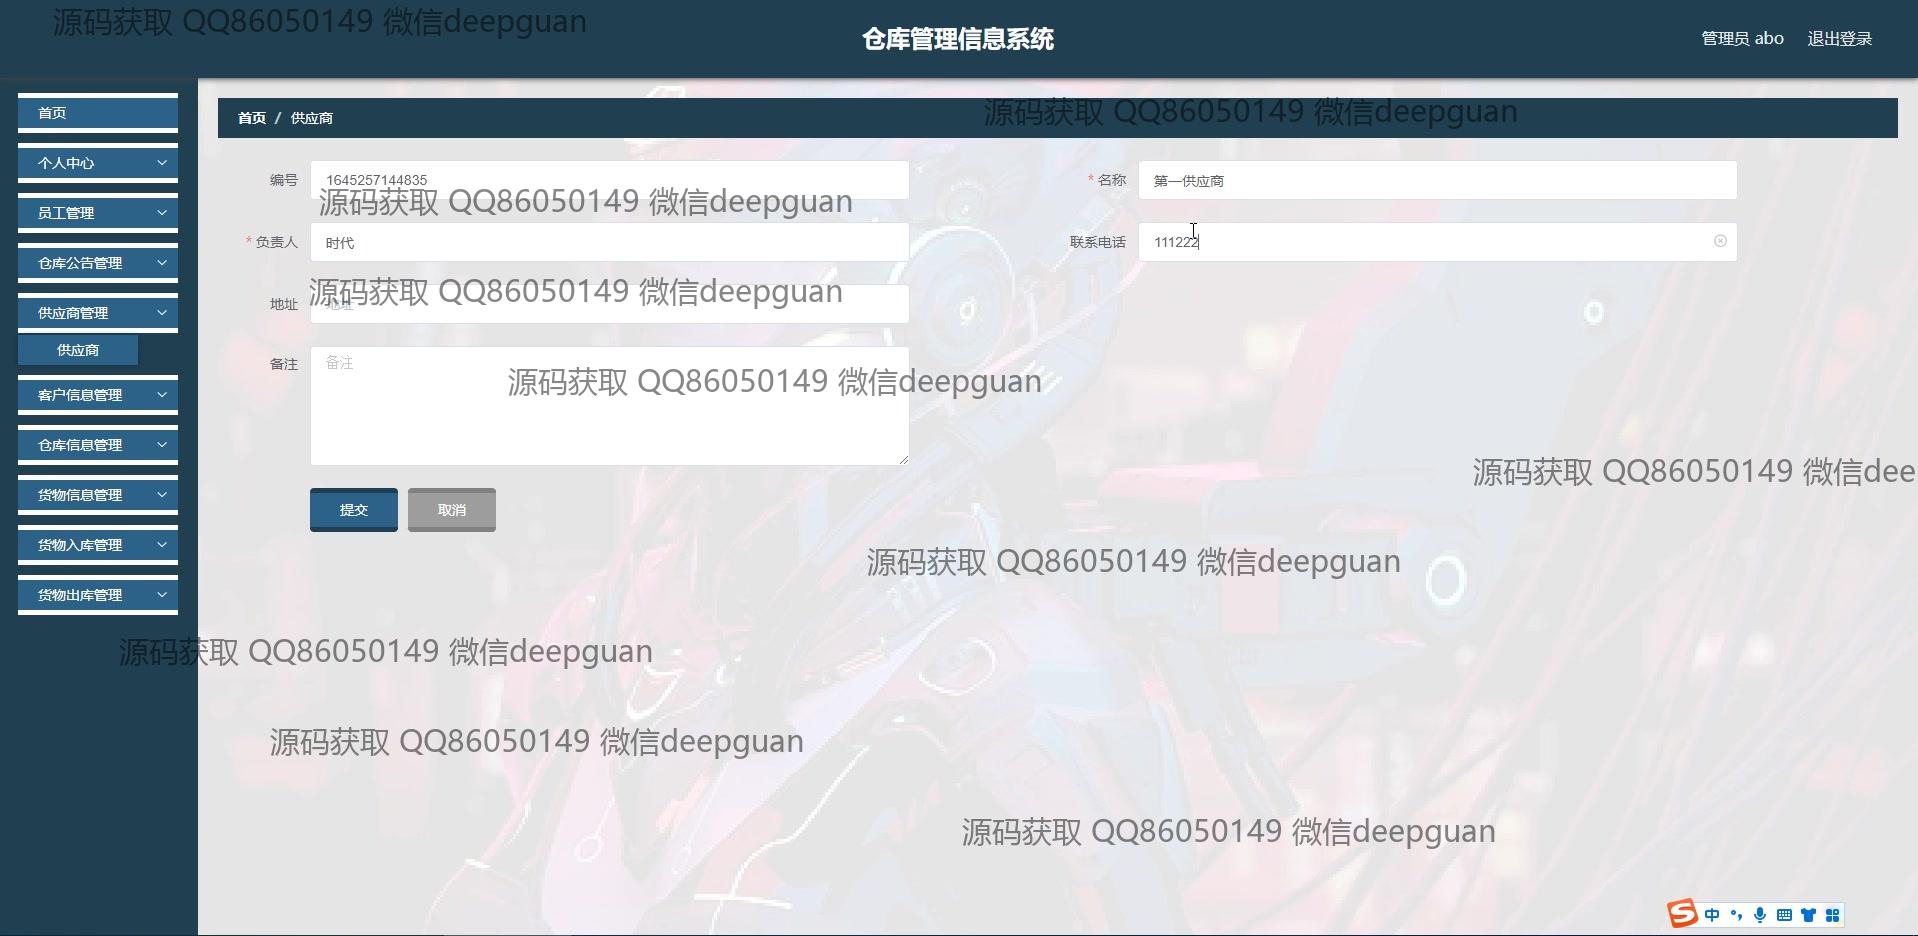 源码获取 QQ86050149 微信deepguan
仓库管理信息系统
管理员 abo
退出登录
首页
个人中心
员工管理
仓库公告管理
供应商管理
供应商
客户信息管理
仓库信息管理
货物信息管理
货物入库管理
货物出库管理
首页 / 供应商
源码获取 QQ86050149 微信deepguan
编号 1645257144835
* 名称 第一供应商
源码获取 QQ86050149 微信deepguan
* 负责人 时代
联系电话 111222
源码获取 QQ86050149 微信deepguan
地址 地址
备注 备注
源码获取 QQ86050149 微信deepguan
源码获取 QQ86050149 微信dee
提交 取消
源码获取 QQ86050149 微信deepguan
源码获取 QQ86050149 微信deepguan
源码获取 QQ86050149 微信deepguan
源码获取 QQ86050149 微信deepguan
S 中